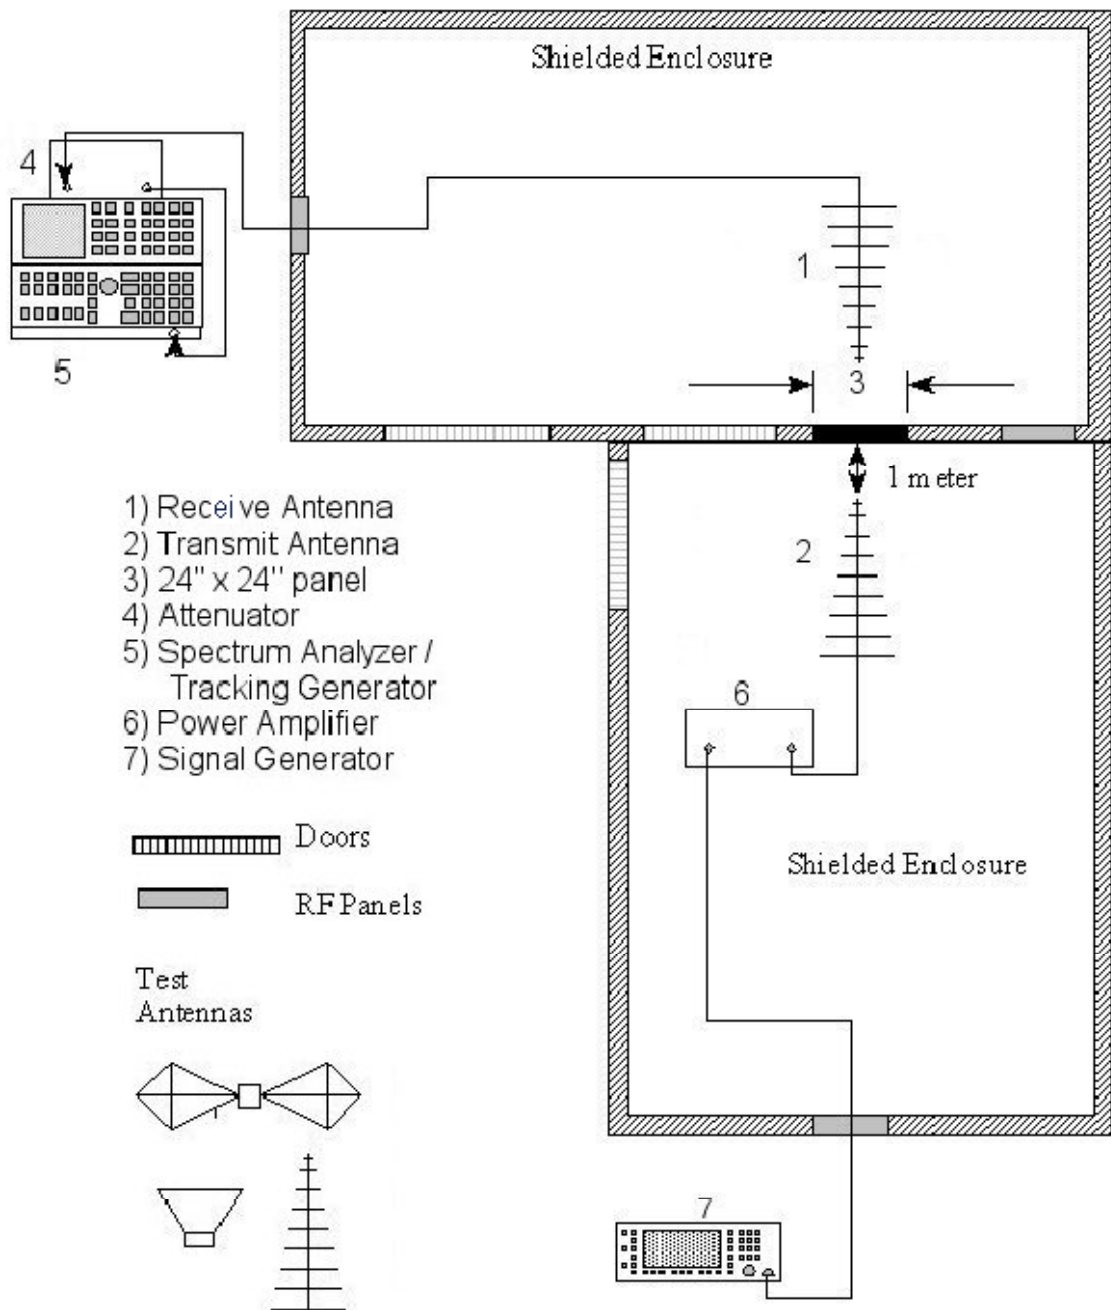 Shielded Enclosure
4
1
5
3
1 meter
1) Receive Antenna
2) Transmit Antenna
3) 24" x 24" panel
4) Attenuator
5) Spectrum Analyzer /
Tracking Generator
6) Power Amplifier
7) Signal Generator
2
6
Doors
RF Panels
Shielded Enclosure
Test
Antennas
7